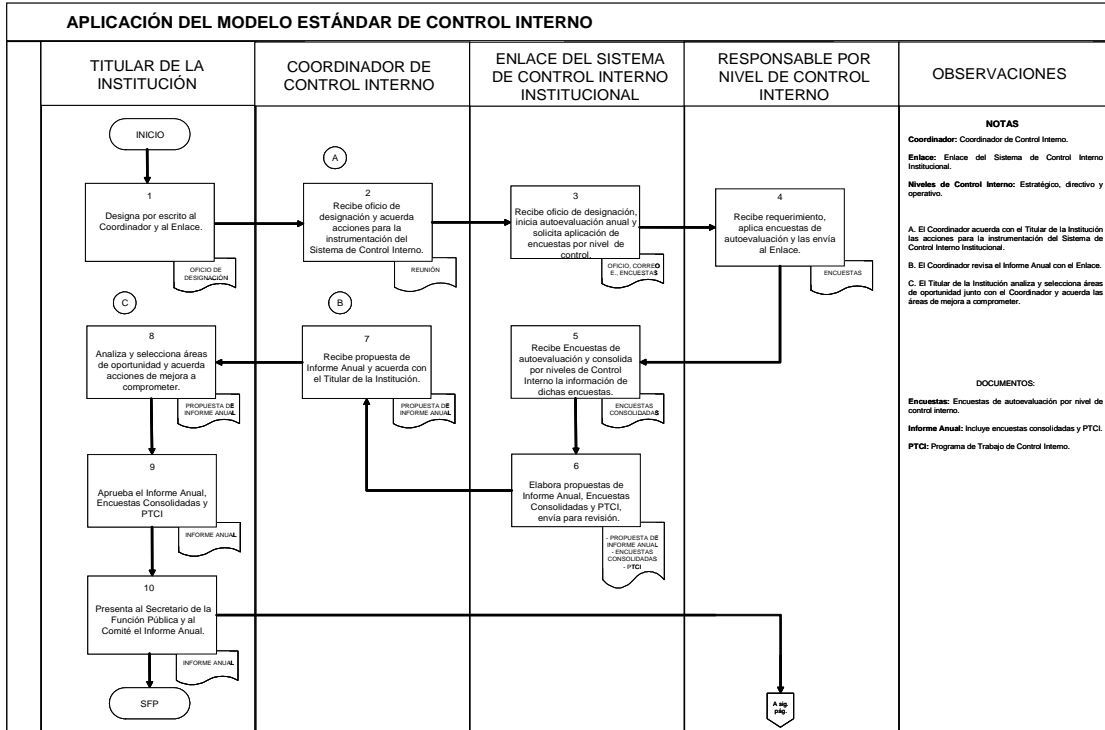 APLICACIÓN DEL MODELO ESTÁNDAR DE CONTROL INTERNO
TITULAR DE LA
INSTITUCIÓN
COORDINADOR DE
CONTROL INTERNO
ENLACE DEL SISTEMA
DE CONTROL INTERNO
INSTITUCIONAL
RESPONSABLE POR
NIVEL DE CONTROL
INTERNO
OBSERVACIONES
INICIO
1
Designa por escrito al
Coordinador y al Enlace.
OFICIO DE
DESIGNACIÓN
A
2
Recibe oficio de
designación y acuerda
acciones para la
instrumentación del
Sistema de Control Interno.
REUNIÓN
3
Recibe oficio de designación,
inicia autoevaluación anual y
solicita aplicación de
encuestas por nivel de
control.
OFICIO, CORREO
E., ENCUESTAS
4
Recibe requerimiento,
aplica encuestas de
autoevaluación y las envía
al Enlace.
ENCUESTAS
C
8
Analiza y selecciona áreas
de oportunidad y acuerda
acciones de mejora a
comprometer.
PROPUESTA DE
INFORME ANUAL
B
7
Recibe propuesta de
Informe Anual y acuerda con
el Titular de la Institución.
PROPUESTA DE
INFORME ANUAL
5
Recibe Encuestas de
autoevaluación y consolida
por niveles de Control
Interno la información de
dichas encuestas.
ENCUESTAS
CONSOLIDADAS
9
Aprueba el Informe Anual,
Encuestas Consolidadas y
PTCI
INFORME ANUAL
6
Elabora propuestas de
Informe Anual, Encuestas
Consolidadas y PTCI,
envía para revisión.
- PROPUESTA DE
INFORME ANUAL
- ENCUESTAS
CONSOLIDADAS
- PTCI
10
Presenta al Secretario de la
Función Pública y al
Comité el Informe Anual.
INFORME ANUAL
SFP
A sig.
pág.
NOTAS
Coordinador: Coordinador de Control Interno.
Enlace: Enlace del Sistema de Control Interno
Institucional.
Niveles de Control Interno: Estratégico, directivo y
operativo.
A. El Coordinador acuerda con el Titular de la Institución
las acciones para la instrumentación del Sistema de
Control Interno Institucional.
B. El Coordinador revisa el Informe Anual con el Enlace.
C. El Titular de la Institución analiza y selecciona áreas
de oportunidad junto con el Coordinador y acuerda las
áreas de mejora a comprometer.
DOCUMENTOS:
Encuestas: Encuestas de autoevaluación por nivel de
control interno.
Informe Anual: Incluye encuestas consolidadas y PTCI.
PTCI: Programa de Trabajo de Control Interno.